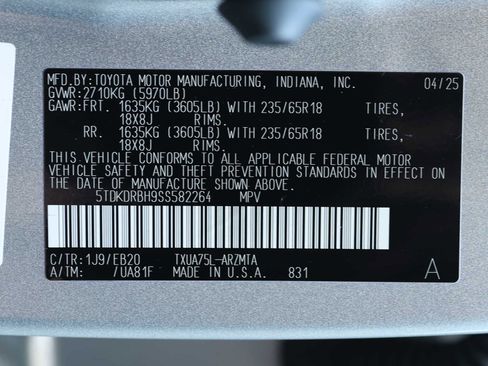 MFD.BY:TOYOTA MOTOR MANUFACTURING, INDIANA, INC. 04/25
GVWR:2710KG (5970LB)
GAWR:FRT. 1635KG (3605LB) WITH 235/65R18 TIRES,
18X8J RIMS.
RR. 1635KG (3605LB) WITH 235/65R18 TIRES,
18X8J RIMS.
THIS VEHICLE CONFORMS TO ALL APPLICABLE FEDERAL MOTOR
VEHICLE SAFETY AND THEFT PREVENTION STANDARDS IN EFFECT
ON THE DATE OF MANUFACTURE SHOWN ABOVE.
5TDKDRBH9SS582264 MPV
C/TR:1J9/EB20 TXUA75L-ARZMTA
A/TM: /UA81F MADE IN U.S.A. 831 A